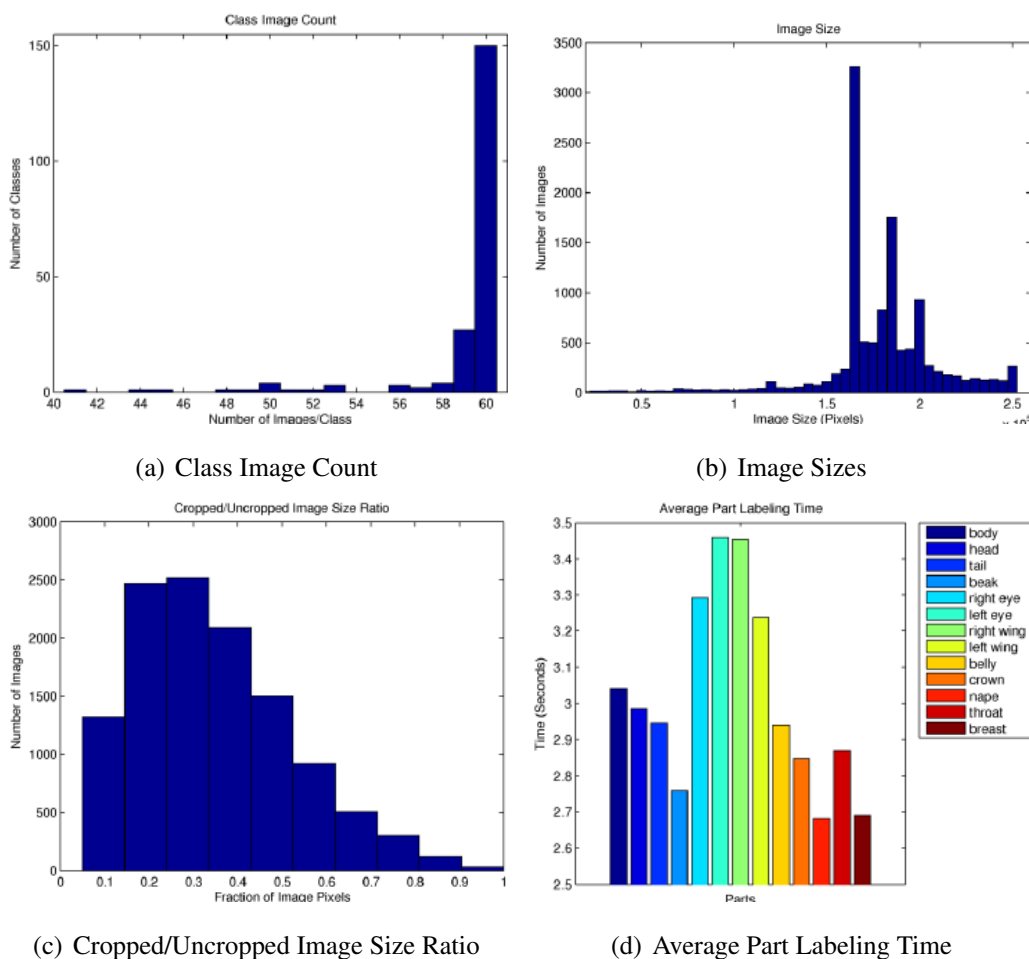 Class Image Count
150
100
50
0
40 42 44 46 48 50 52 54 56 58 60
Number of Classes
Number of Images/Class
(a) Class Image Count
Image Size
3500
3000
2500
2000
1500
1000
500
0
0.5 1 1.5 2 2.5
Number of Images
Image Size (Pixels)
(b) Image Sizes
Cropped/Uncropped Image Size Ratio
3000
2500
2000
1500
1000
500
0
0 0.1 0.2 0.3 0.4 0.5 0.6 0.7 0.8 0.9 1
Number of Images
Fraction of Image Pixels
(c) Cropped/Uncropped Image Size Ratio
Average Part Labeling Time
3.5
3.4
3.3
3.2
3.1
3
2.9
2.8
2.7
2.6
2.5
Time (Seconds)
Parts
body
head
tail
beak
right eye
left eye
right wing
left wing
belly
crown
nape
throat
breast
(d) Average Part Labeling Time